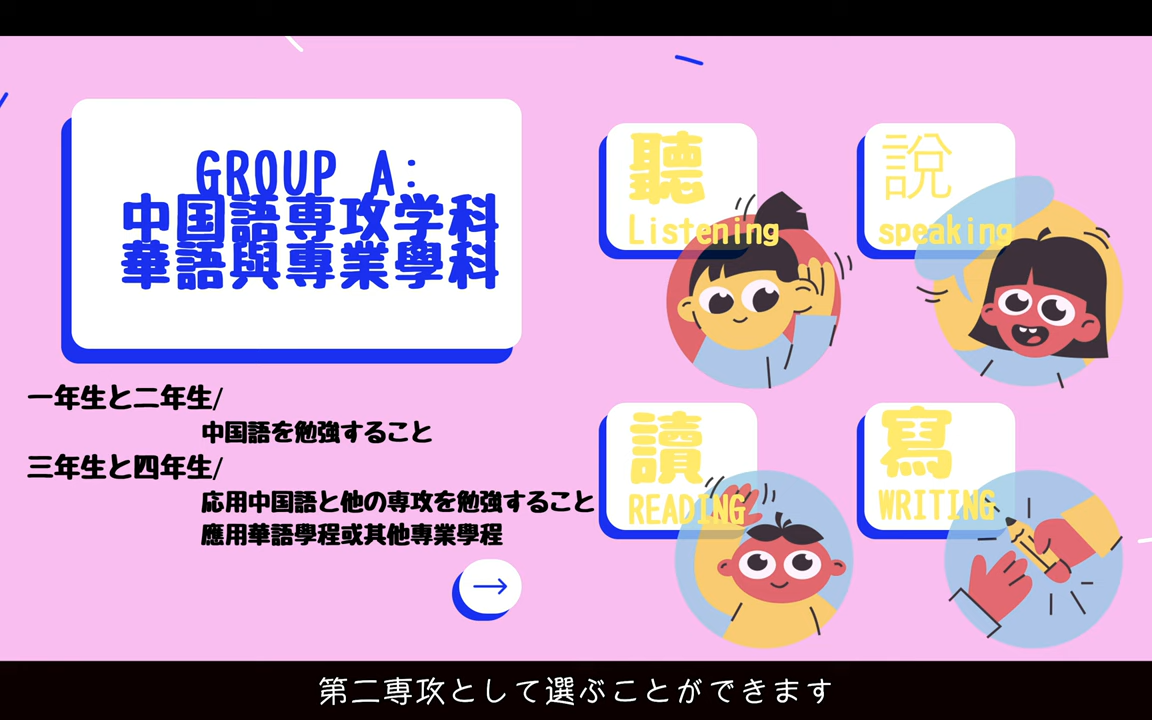 GROUP A:
中国語専攻学科
華語與專業學科
一年生と二年生/
中国語を勉強すること
三年生と四年生/
応用中国語と他の専攻を勉強すること
應用華語學程或其他專業學程
聽
Listening
說
speaking
讀
READING
寫
WRITING
第二専攻として選ぶことができます